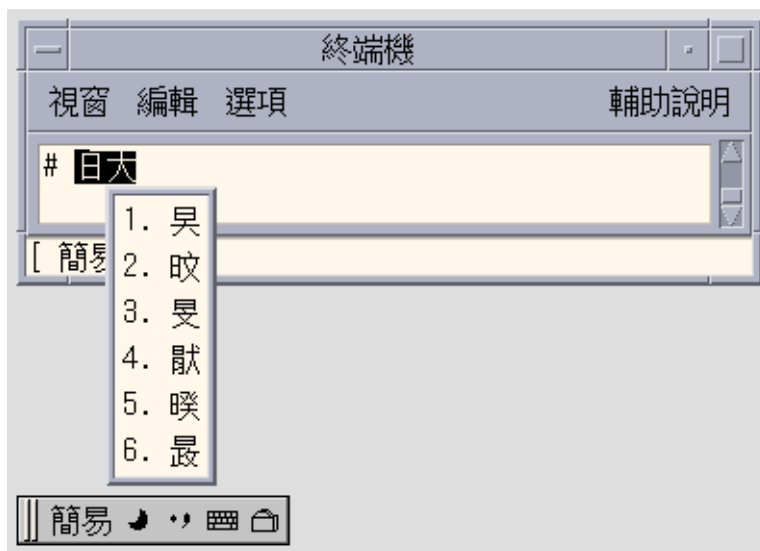 終端機
視窗 編輯 選項 輔助說明
# 日大
[ 簡易
1. 昊
2. 旼
3. 旻
4. 猒
5. 暌
6. 晸
簡易